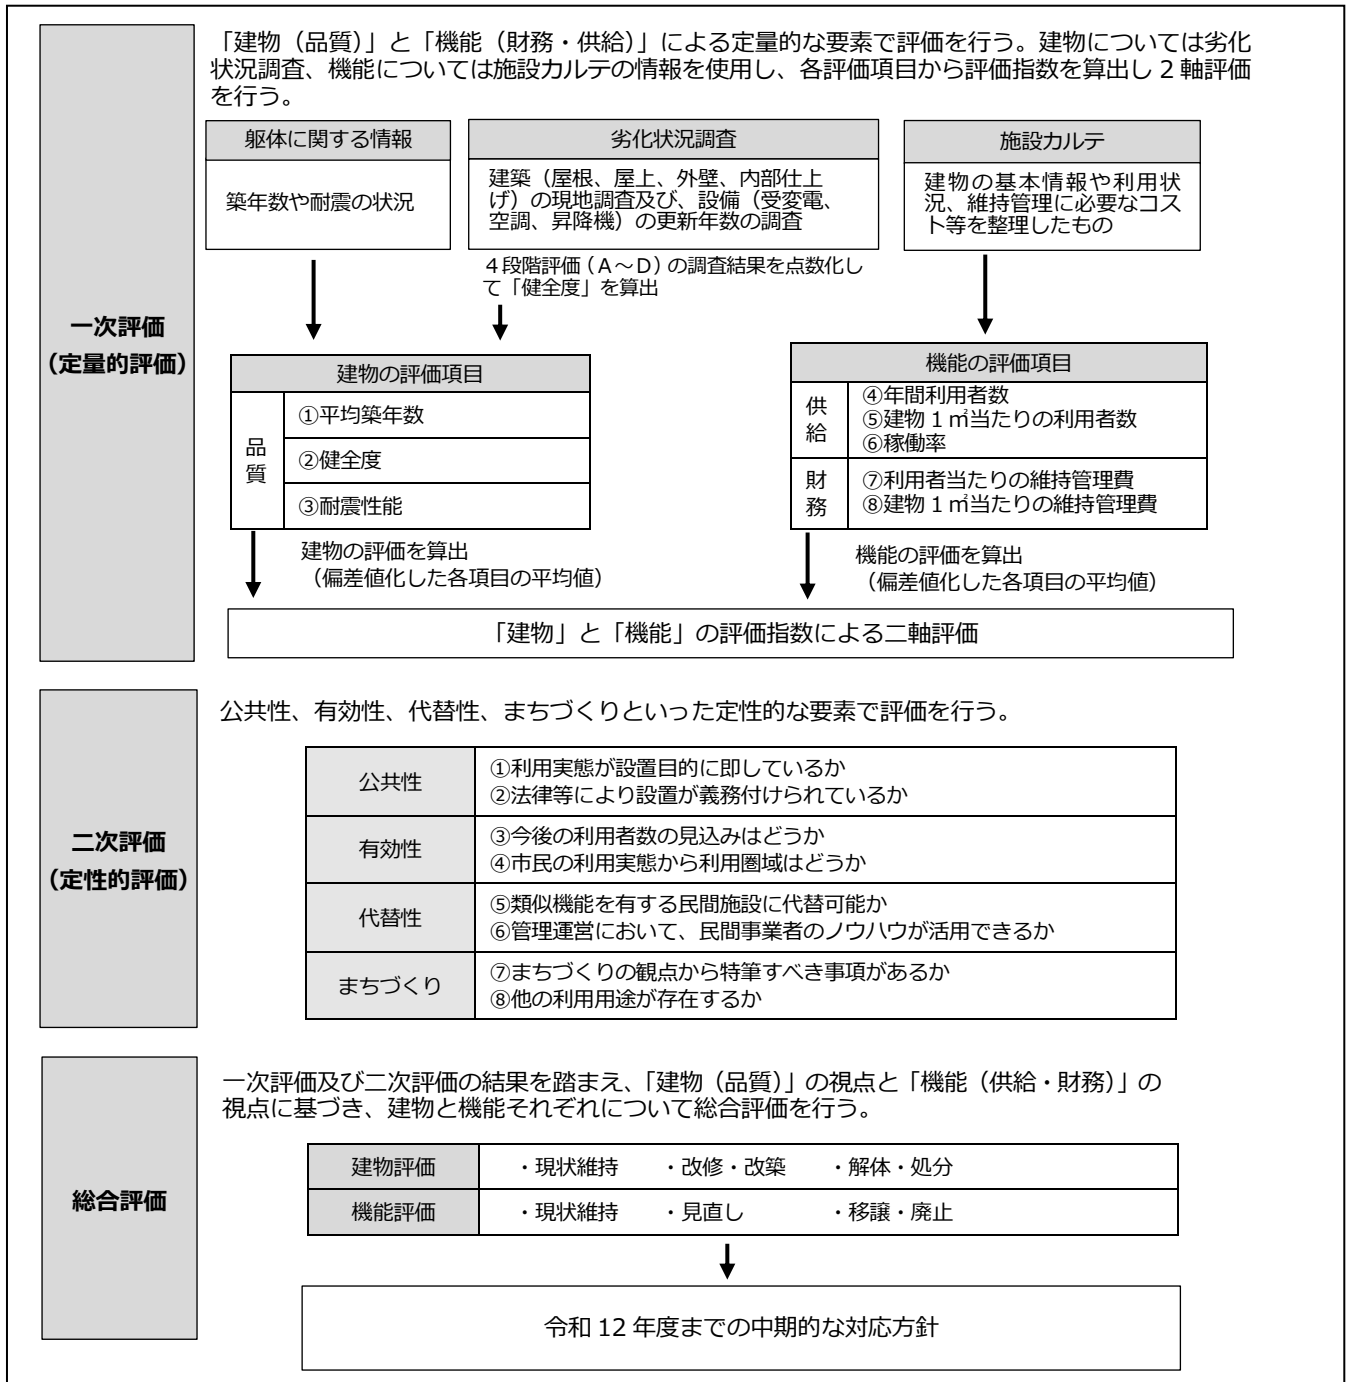 「建物（品質）」と「機能（財務・供給）」による定量的な要素で評価を行う。建物については劣化
状況調査、機能については施設カルテの情報を使用し、各評価項目から評価指数を算出し２軸評価
を行う。
躯体に関する情報
築年数や耐震の状況
劣化状況調査
建築（屋根、屋上、外壁、内部仕上
げ）の現地調査及び、設備（受変電、
空調、昇降機）の更新年数の調査
施設カルテ
建物の基本情報や利用状
況、維持管理に必要なコス
ト等を整理したもの
４段階評価（A～D）の調査結果を点数化し
て「健全度」を算出
一次評価
（定量的評価）
建物の評価項目
品質
①平均築年数
②健全度
③耐震性能
機能の評価項目
供給
④年間利用者数
⑤建物１㎡当たりの利用者数
⑥稼働率
財務
⑦利用者当たりの維持管理費
⑧建物１㎡当たりの維持管理費
建物の評価を算出
（偏差値化した各項目の平均値）
機能の評価を算出
（偏差値化した各項目の平均値）
「建物」と「機能」の評価指数による二軸評価
二次評価
（定性的評価）
公共性、有効性、代替性、まちづくりといった定性的な要素で評価を行う。
公共性
①利用実態が設置目的に即しているか
②法律等により設置が義務付けられているか
有効性
③今後の利用者数の見込みはどうか
④市民の利用実態から利用圏域はどうか
代替性
⑤類似機能を有する民間施設に代替可能か
⑥管理運営において、民間事業者のノウハウが活用できるか
まちづくり
⑦まちづくりの観点から特筆すべき事項があるか
⑧他の利用用途が存在するか
総合評価
一次評価及び二次評価の結果を踏まえ、「建物（品質）」の視点と「機能（供給・財務）」の
視点に基づき、建物と機能それぞれについて総合評価を行う。
建物評価 ・現状維持 ・改修・改築 ・解体・処分
機能評価 ・現状維持 ・見直し ・移譲・廃止
令和 12 年度までの中期的な対応方針